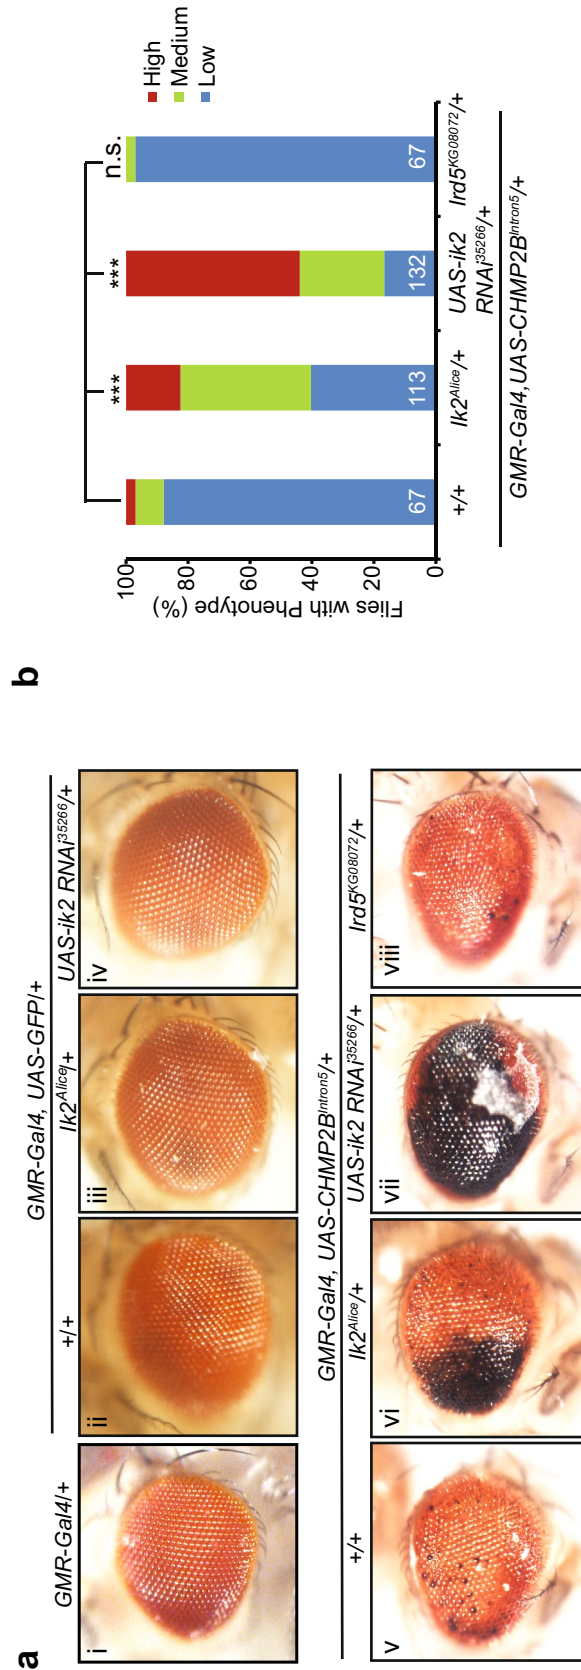 a
GMR-Gal4/+
GMR-Gal4, UAS-GFP/+
+/+
Ik2Alice/+
UAS-ik2 RNAi35266/+
i
ii
iii
iv
GMR-Gal4, UAS-CHMP2BIntron5/+
+/+
Ik2Alice/+
UAS-ik2 RNAi35266/+
Ird5KG08072/+
v
vi
vii
viii
b
Flies with Phenotype (%)
100
80
60
40
20
0
*** *** n.s.
High
Medium
Low
67 113 132 67
+/+
Ik2Alice/+
UAS-ik2
RNAi35266/+
Ird5KG08072/+
GMR-Gal4,UAS-CHMP2BIntron5/+